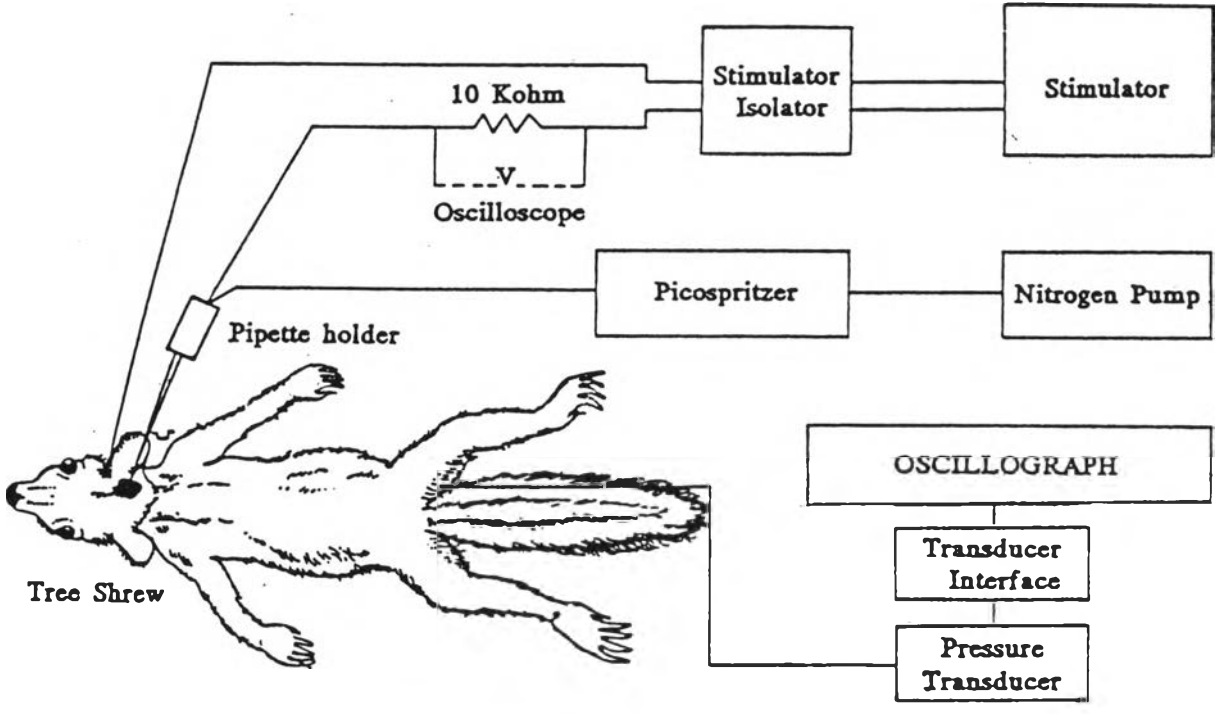 Stimulator
Isolator
Stimulator
10 Kohm
V
Oscilloscope
Picospritzer
Nitrogen Pump
Pipette holder
OSCILLOGRAPH
Transducer
Interface
Tree Shrew
Pressure
Transducer